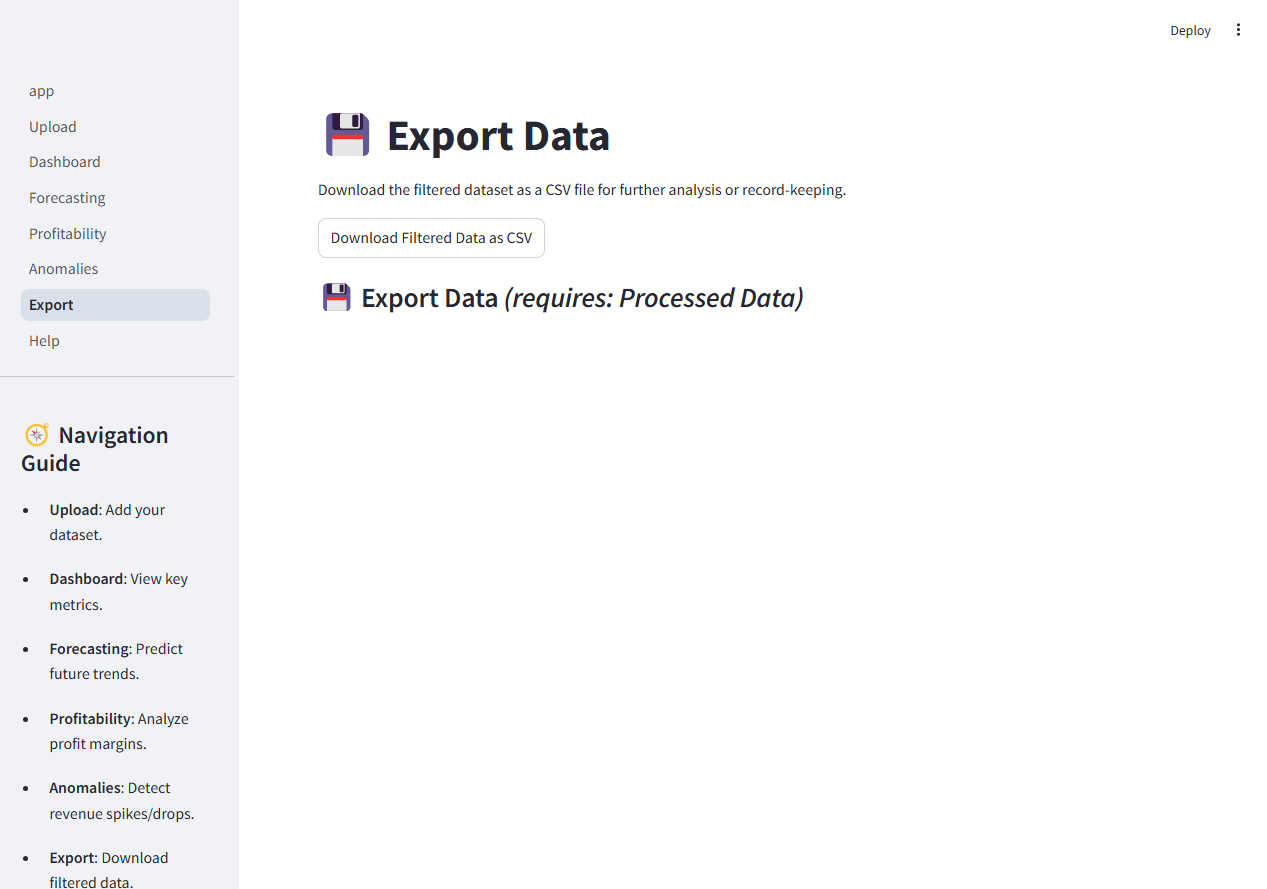 Deploy
app
Upload
Dashboard
Forecasting
Profitability
Anomalies
Export
Help
Navigation
Guide
Upload: Add your
dataset.
Dashboard: View key
metrics.
Forecasting: Predict
future trends.
Profitability: Analyze
profit margins.
Anomalies: Detect
revenue spikes/drops.
Export: Download
filtered data.
Export Data
Download the filtered dataset as a CSV file for further analysis or record-keeping.
Download Filtered Data as CSV
Export Data (requires: Processed Data)